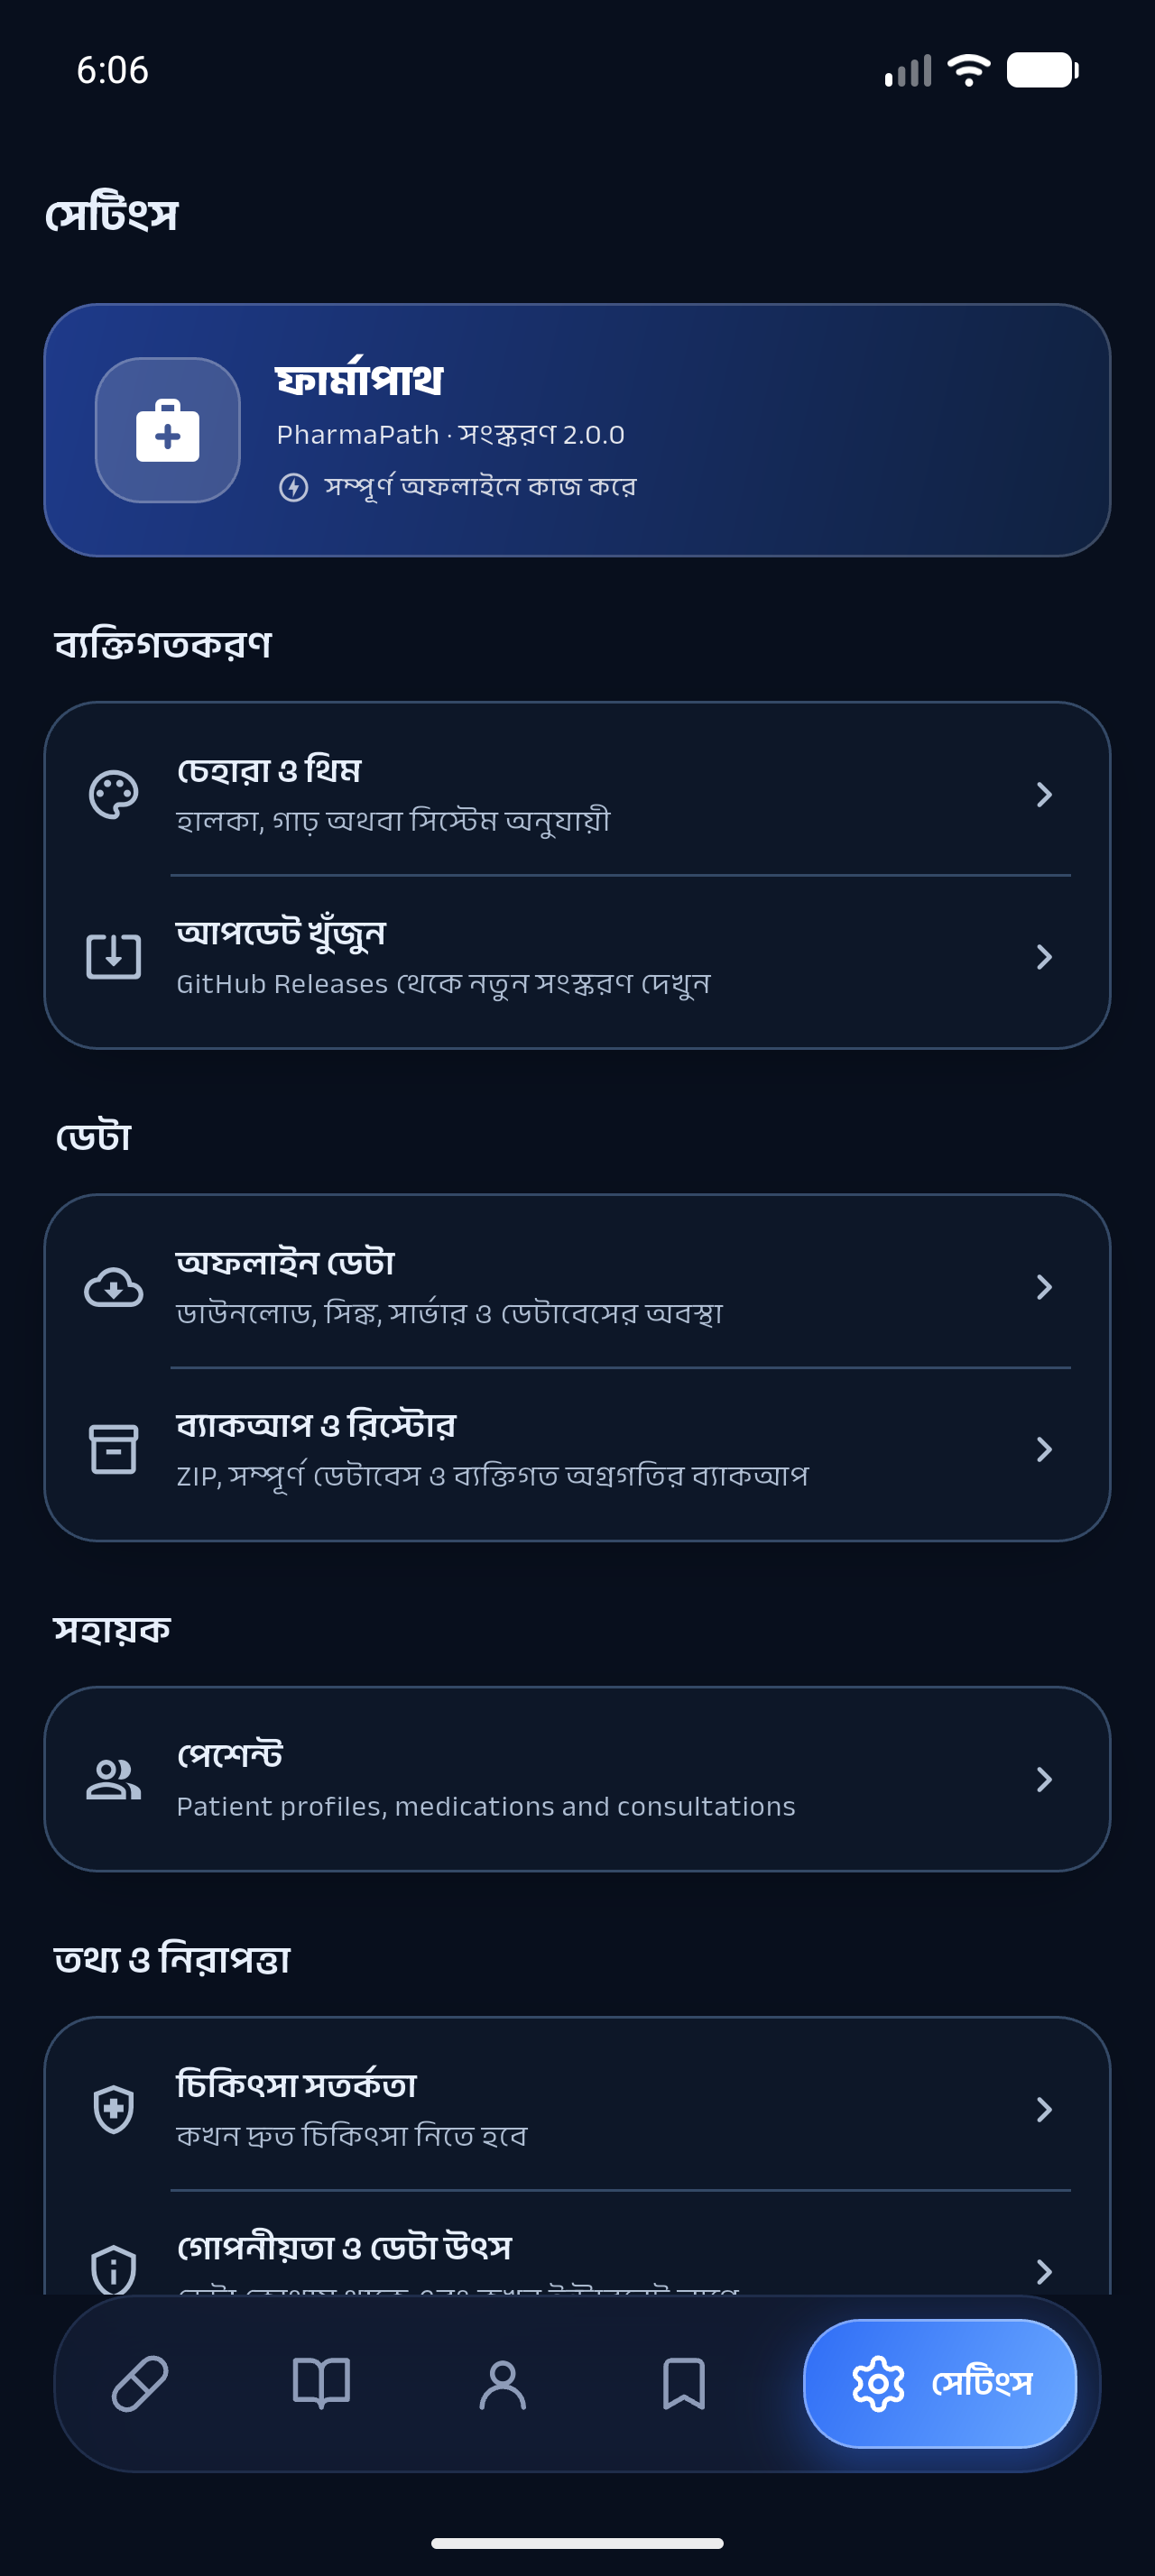 6:06
সেটিংস
ফার্মাপাথ
PharmaPath · সংস্করণ 2.0.0
সম্পূর্ণ অফলাইনে কাজ করে
ব্যক্তিগতকরণ
চেহারা ও থিম
হালকা, গাঢ় অথবা সিস্টেম অনুযায়ী
আপডেট খুঁজুন
GitHub Releases থেকে নতুন সংস্করণ দেখুন
ডেটা
অফলাইন ডেটা
ডাউনলোড, সিঙ্ক, সার্ভার ও ডেটাবেসের অবস্থা
ব্যাকআপ ও রিস্টোর
ZIP, সম্পূর্ণ ডেটাবেস ও ব্যক্তিগত অগ্রগতির ব্যাকআপ
সহায়ক
পেশেন্ট
Patient profiles, medications and consultations
তথ্য ও নিরাপত্তা
চিকিৎসা সতর্কতা
কখন দ্রুত চিকিৎসা নিতে হবে
গোপনীয়তা ও ডেটা উৎস
সেটিংস